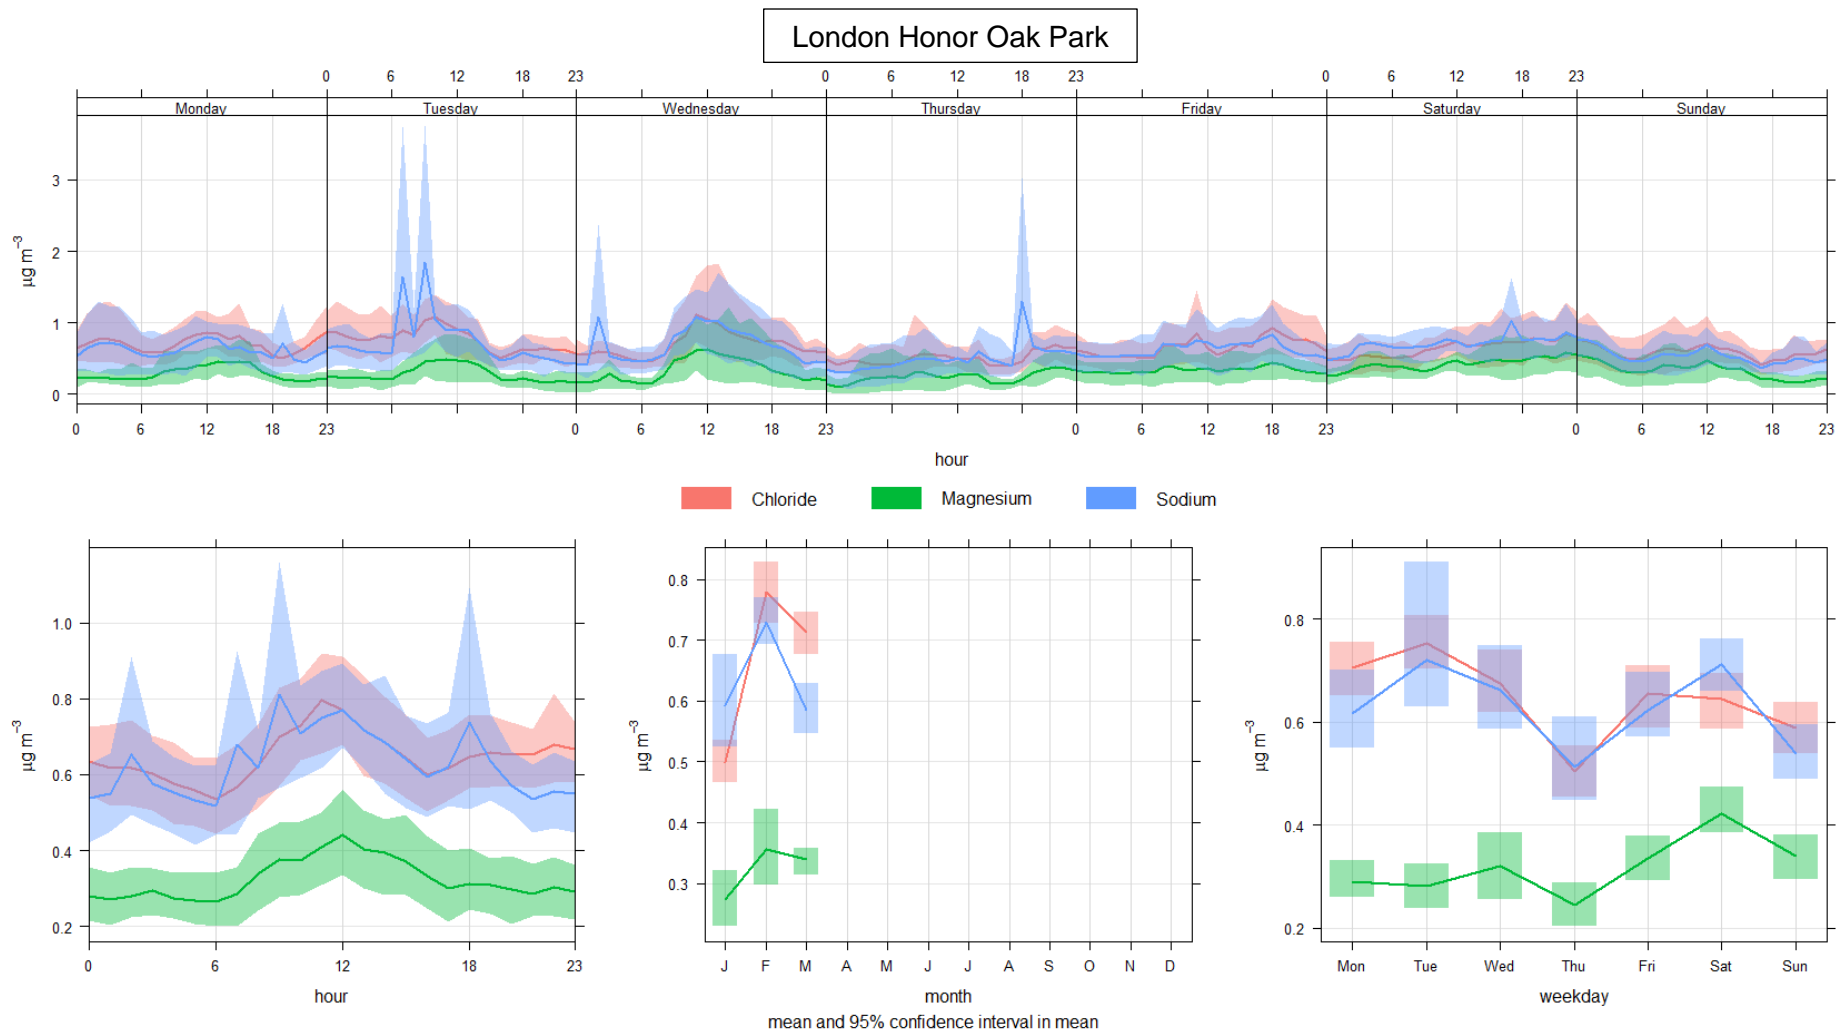 London Honor Oak Park
0 6 12 18 23 0 6 12 18 23 0 6 12 18 23
Monday Tuesday Wednesday Thursday Friday Saturday Sunday
3
2
1
0
µg m⁻³
0 6 12 18 23 0 6 12 18 23 0 6 12 18 23 0 6 12 18 23
hour
Chloride Magnesium Sodium
1.0
0.8
0.6
0.4
0.2
µg m⁻³
0 6 12 18 23
hour
0.8
0.7
0.6
0.5
0.4
0.3
µg m⁻³
J F M A M J J A S O N D
month
0.8
0.6
0.4
0.2
µg m⁻³
Mon Tue Wed Thu Fri Sat Sun
weekday
mean and 95% confidence interval in mean